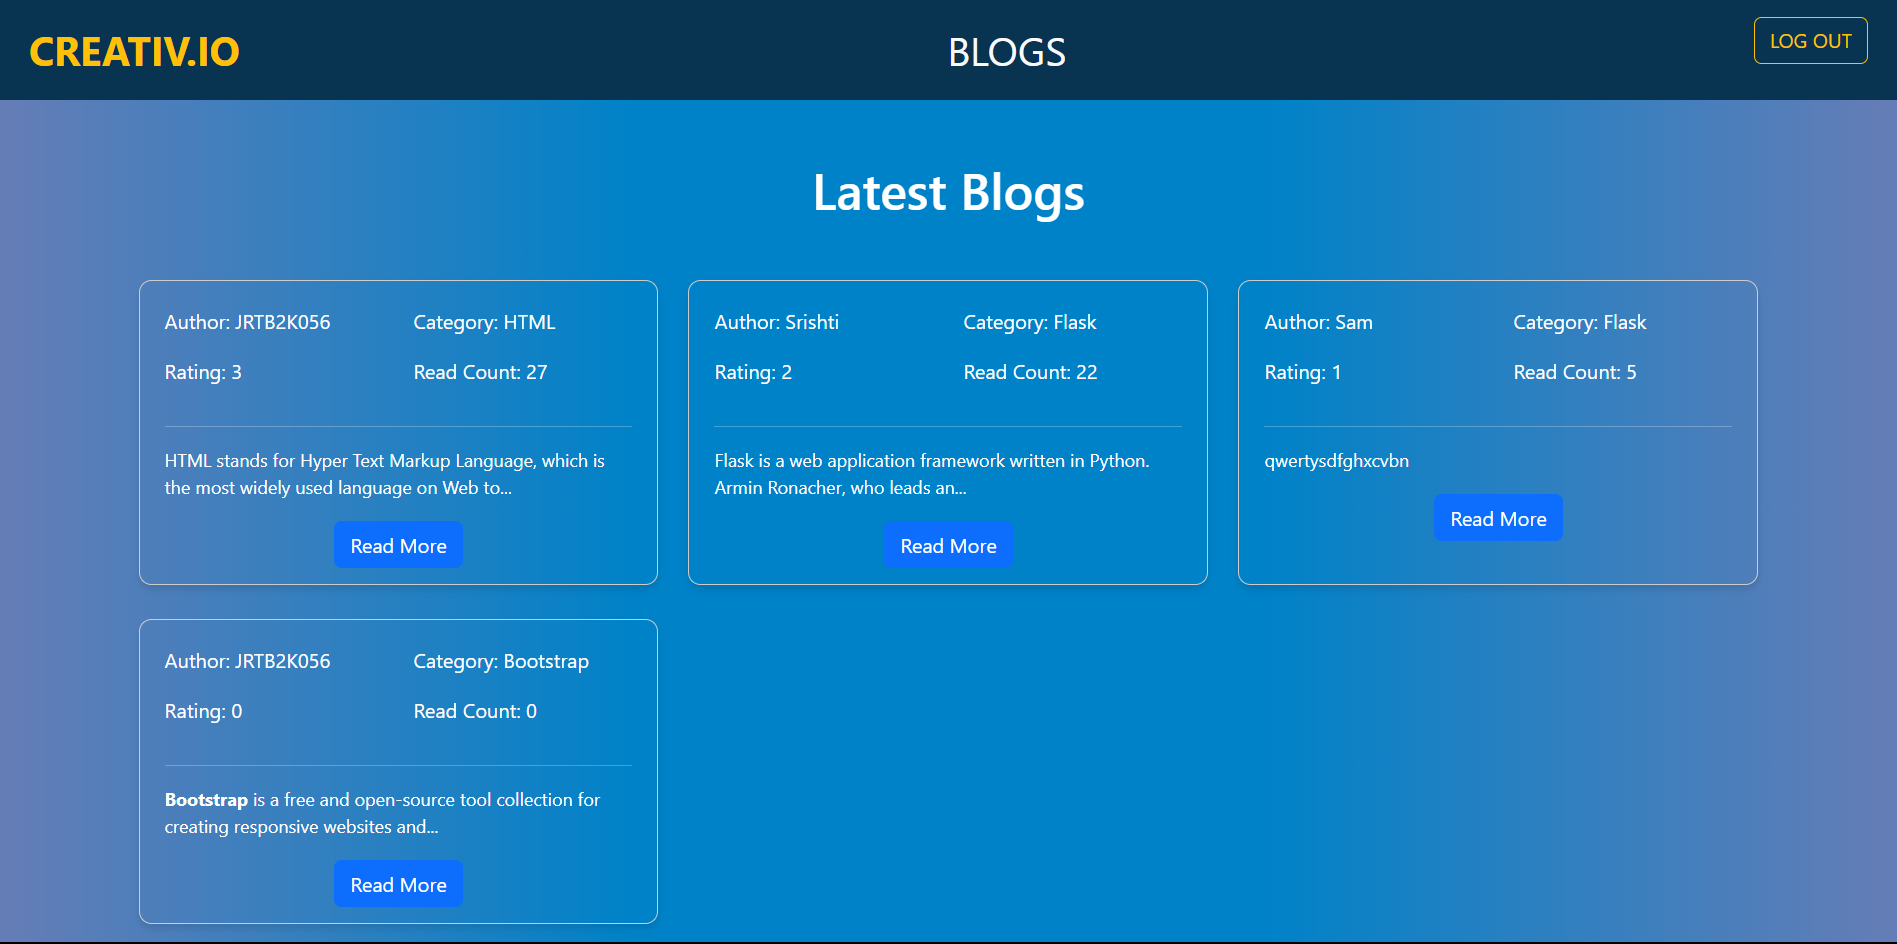 CREATIV.IO
BLOGS
LOG OUT
Latest Blogs
Author: JRTB2K056
Category: HTML
Rating: 3
Read Count: 27
HTML stands for Hyper Text Markup Language, which is
the most widely used language on Web to...
Read More
Author: Srishti
Category: Flask
Rating: 2
Read Count: 22
Flask is a web application framework written in Python.
Armin Ronacher, who leads an...
Read More
Author: Sam
Category: Flask
Rating: 1
Read Count: 5
qwertysdfghxcvbn
Read More
Author: JRTB2K056
Category: Bootstrap
Rating: 0
Read Count: 0
Bootstrap is a free and open-source tool collection for
creating responsive websites and...
Read More